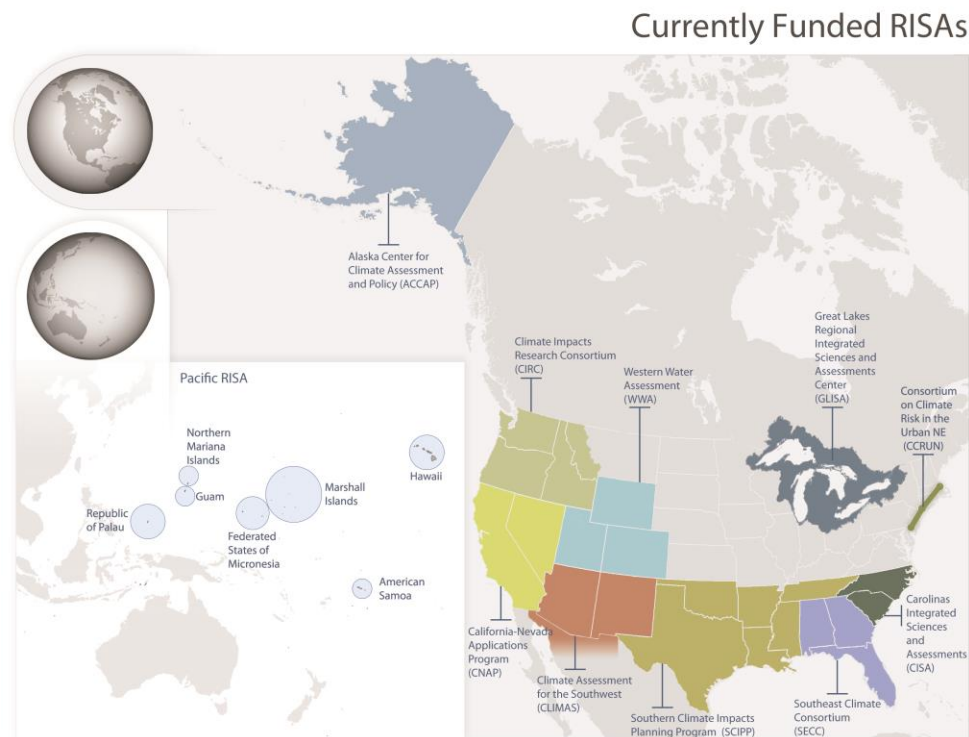 Currently Funded RISAs
Alaska Center for
Climate Assessment
and Policy (ACCAP)
Great Lakes
Regional
Integrated
Sciences and
Assessments
Center
(GLISA)
Climate Impacts
Research Consortium
(CIRC)
Western Water
Assessment
(WWA)
Consortium
on Climate
Risk in the
Urban NE
(CCRUN)
Pacific RISA
Northern
Mariana
Islands
Guam
Republic
of Palau
Federated
States of
Micronesia
Marshall
Islands
Hawaii
American
Samoa
California-Nevada
Applications
Program
(CNAP)
Climate Assessment
for the Southwest
(CLIMAS)
Southern Climate Impacts
Planning Program (SCIPP)
Southeast Climate
Consortium
(SECC)
Carolinas
Integrated
Sciences
and
Assessments
(CISA)